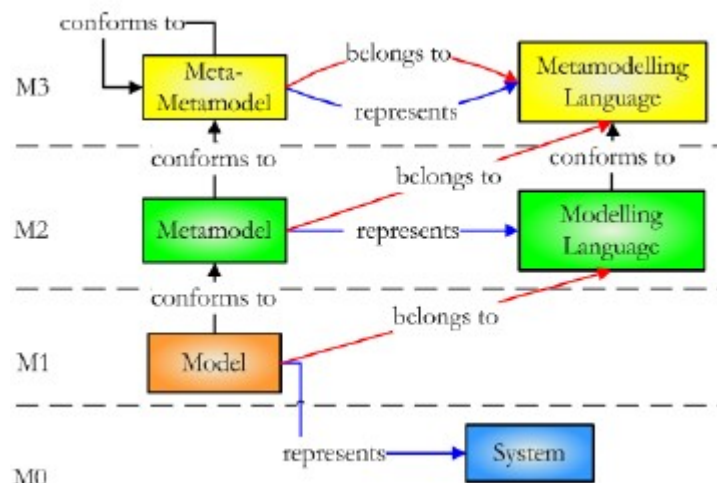 conforms to
M3
Meta-
Metamodel
belongs to
represents
Metamodelling
Language
conforms to
belongs to
conforms to
M2
Metamodel
represents
Modelling
Language
conforms to
belongs to
M1
Model
represents
System
M0